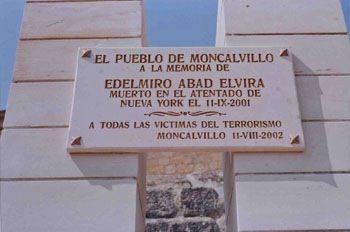 EL PUEBLO DE MONCALVILLO
A LA MEMORIA DE
EDELMIRO ABAD ELVIRA
MUERTO EN EL ATENTADO DE
NUEVA YORK EL 11-IX-2001
A TODAS LAS VICTIMAS DEL TERRORISMO
MONCALVILLO 11-VIII-2002